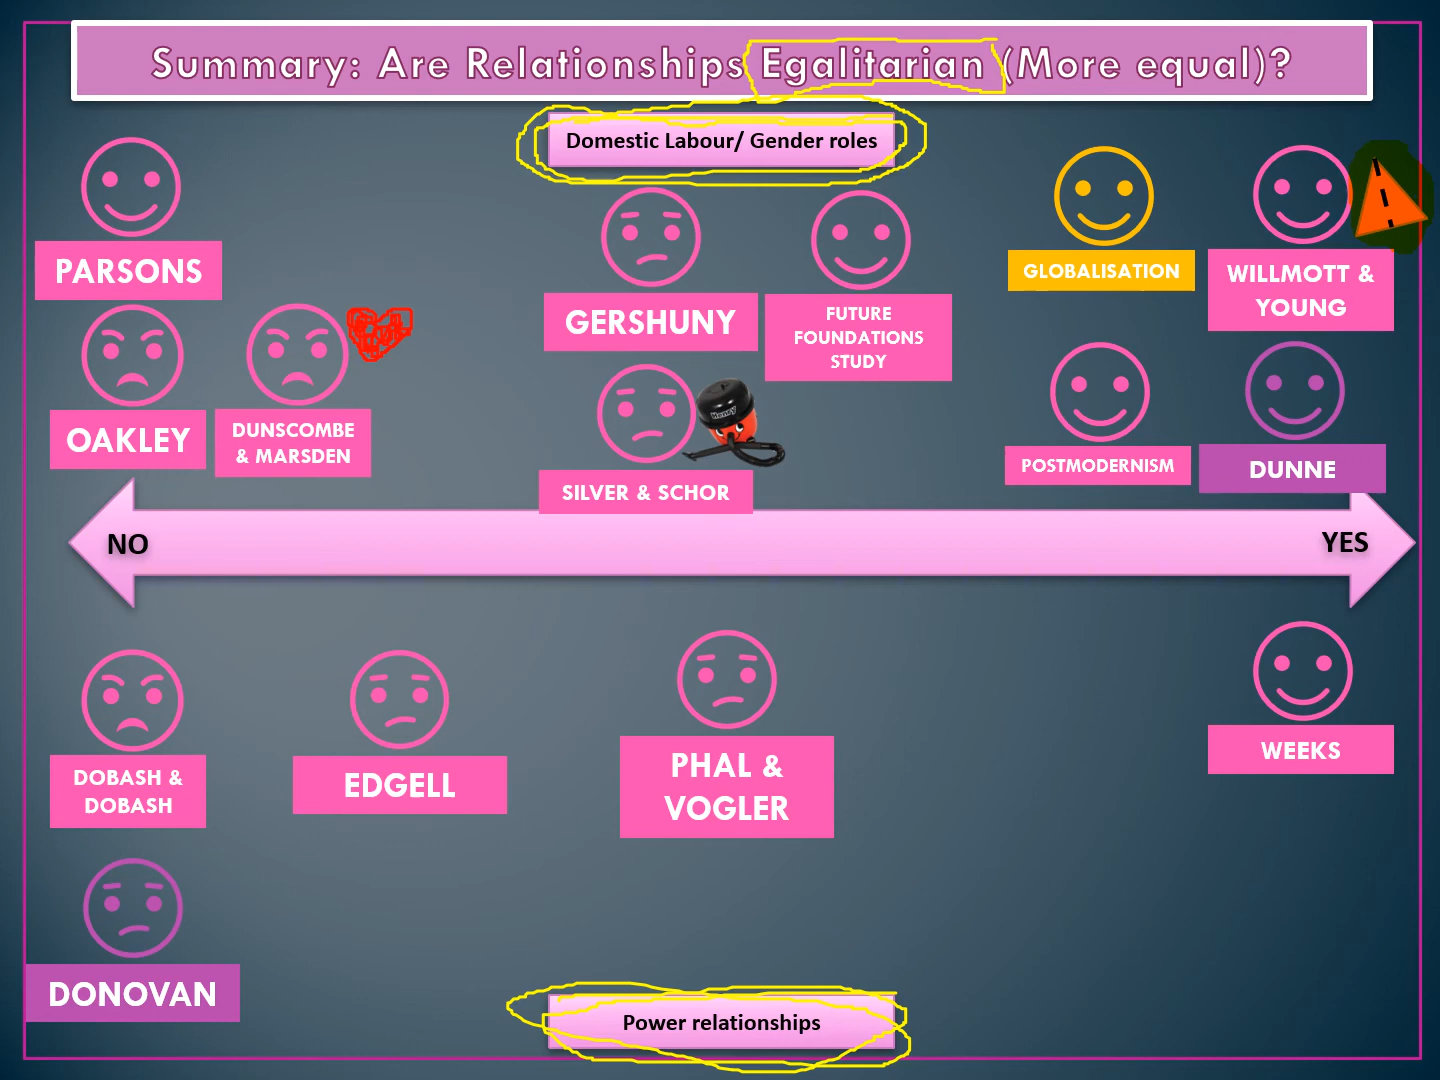 Summary: Are Relationships Egalitarian (More equal)?
Domestic Labour/ Gender roles
PARSONS
GERSHUNY
FUTURE
FOUNDATIONS
STUDY
GLOBALISATION
WILLMOTT &
YOUNG
OAKLEY
DUNSCOMBE
& MARSDEN
Henry
SILVER & SCHOR
POSTMODERNISM
DUNNE
NO
YES
DOBASH &
DOBASH
EDGELL
PHAL &
VOGLER
WEEKS
DONOVAN
Power relationships